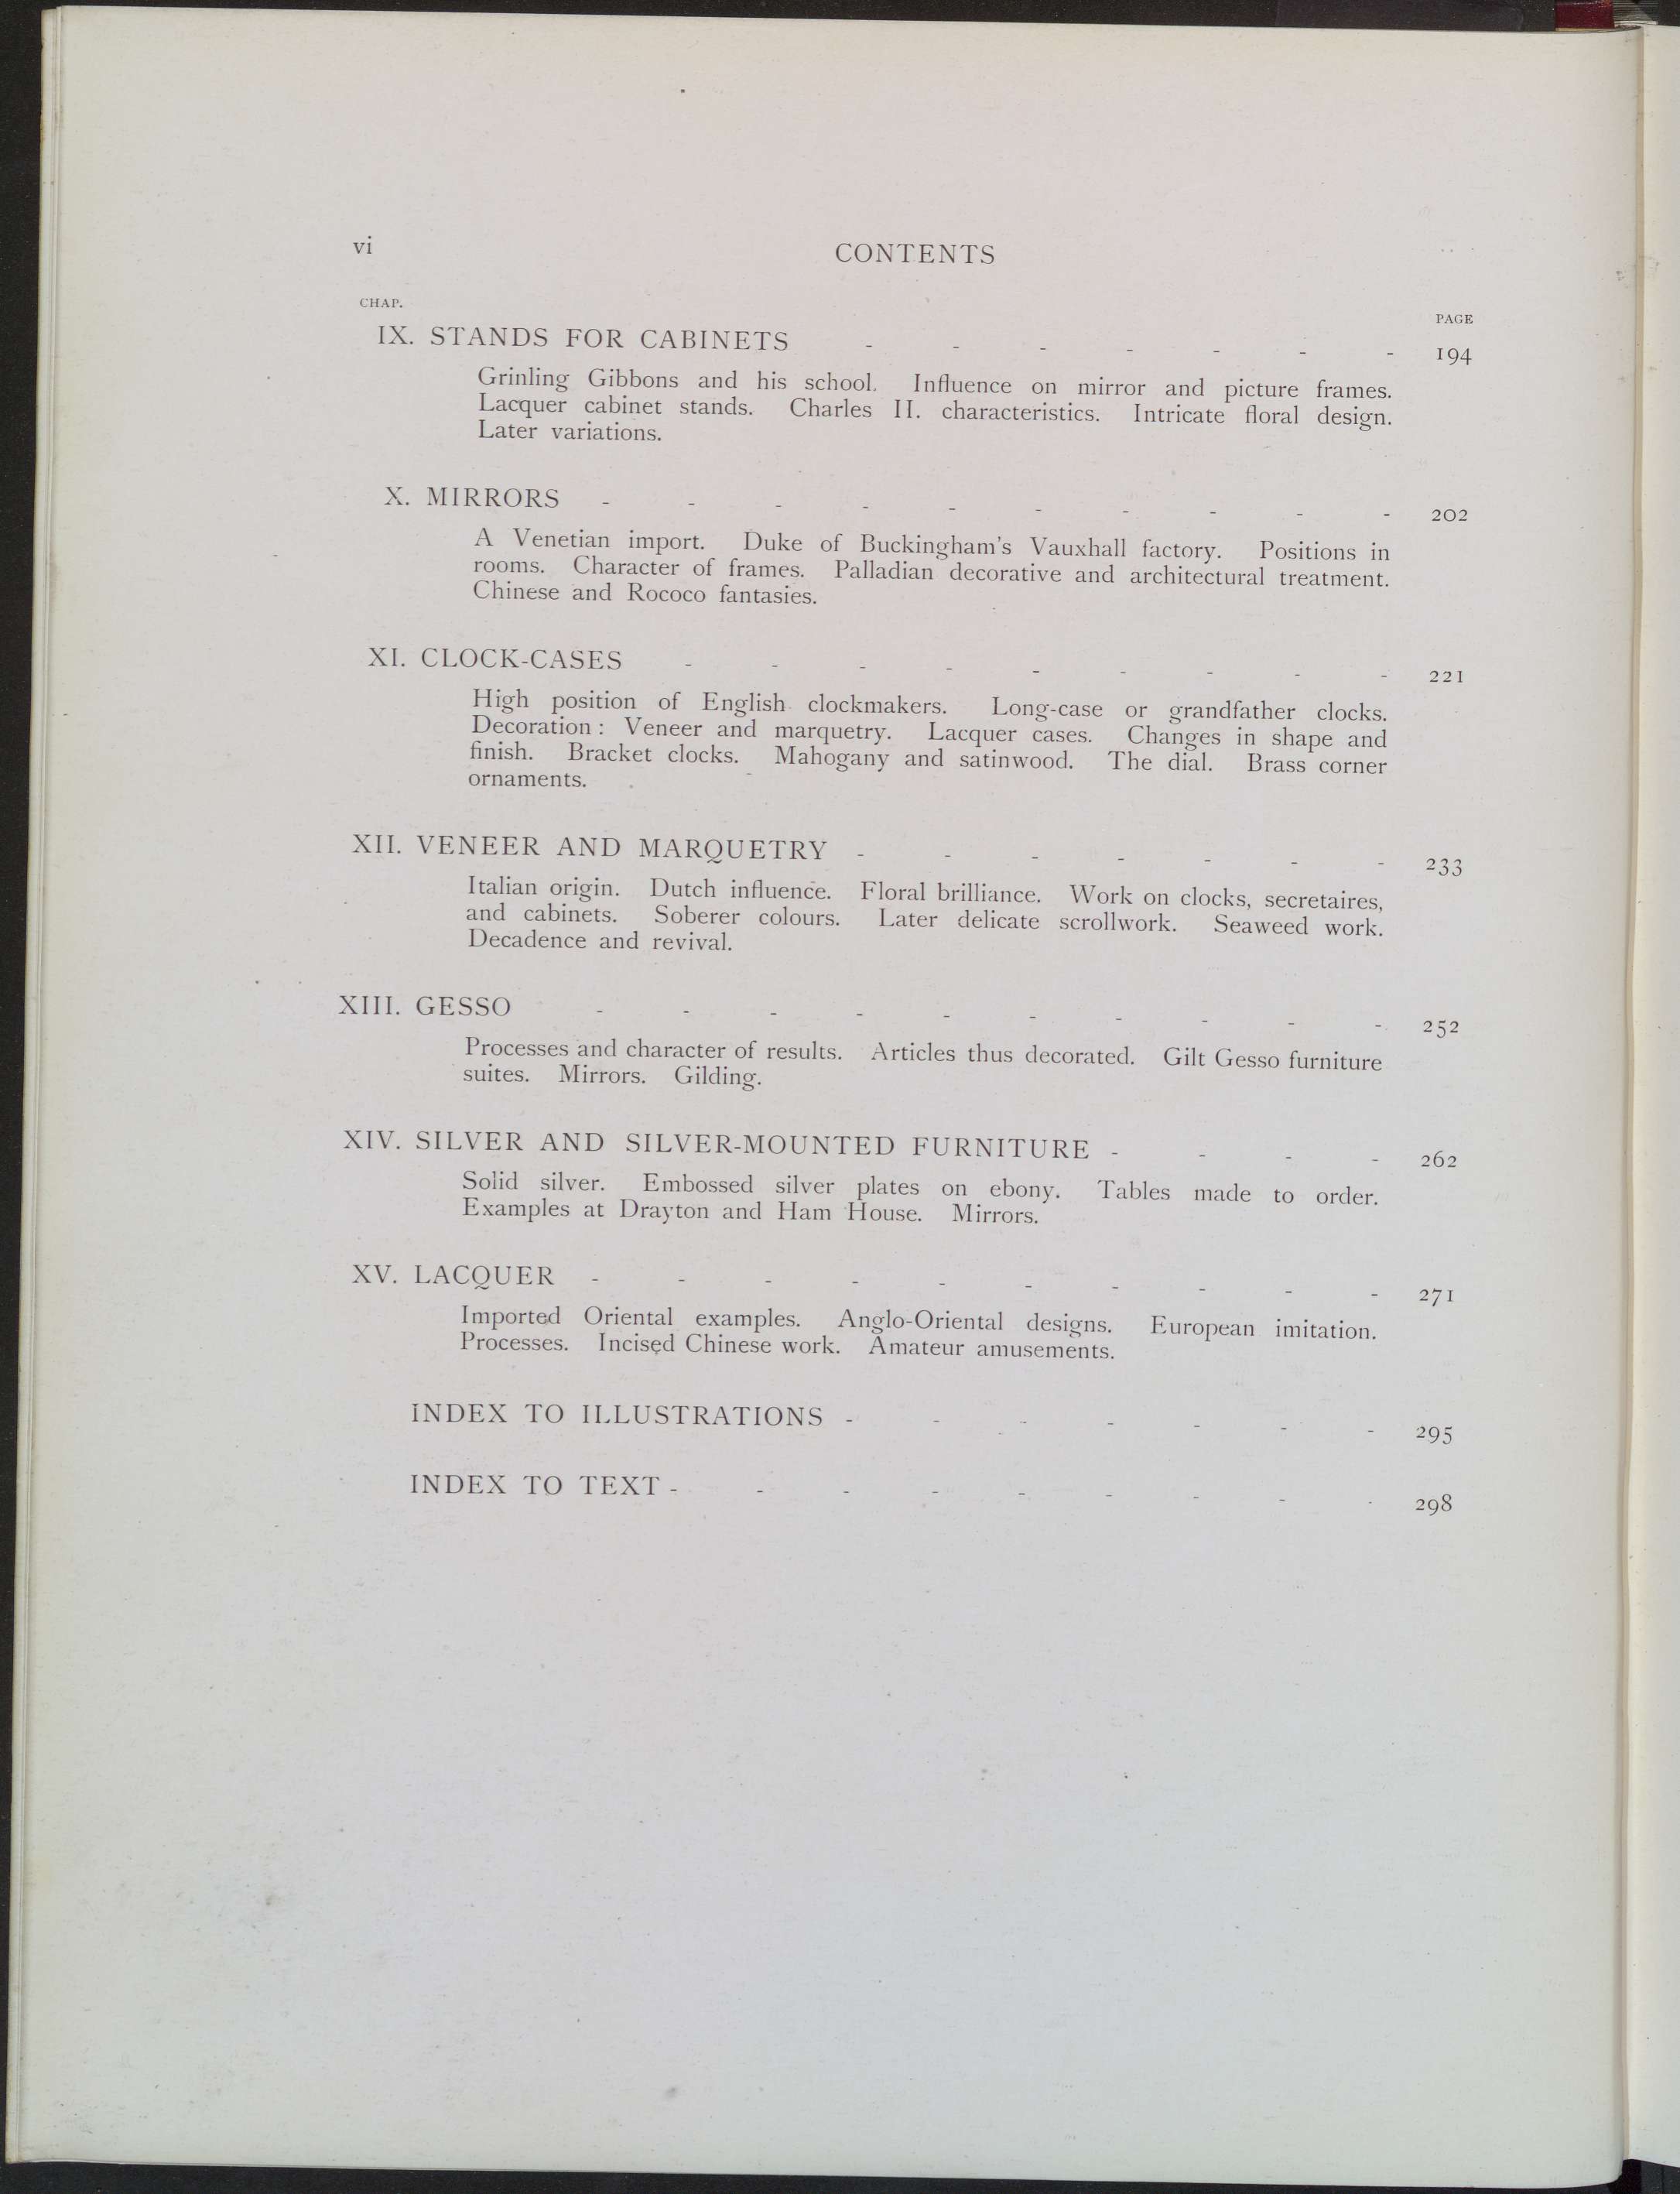 vi CONTENTS
CHAP. PAGE
IX. STANDS FOR CABINETS - - - - - - - 194
Grinling Gibbons and his school. Influence on mirror and picture frames.
Lacquer cabinet stands. Charles II. characteristics. Intricate floral design.
Later variations.
X. MIRRORS - - - - - - - - - - 202
A Venetian import. Duke of Buckingham's Vauxhall factory. Positions in
rooms. Character of frames. Palladian decorative and architectural treatment.
Chinese and Rococo fantasies.
XI. CLOCK-CASES - - - - - - - - - 221
High position of English clockmakers. Long-case or grandfather clocks.
Decoration: Veneer and marquetry. Lacquer cases. Changes in shape and
finish. Bracket clocks. Mahogany and satinwood. The dial. Brass corner
ornaments.
XII. VENEER AND MARQUETRY - - - - - - - 233
Italian origin. Dutch influence. Floral brilliance. Work on clocks, secretaires,
and cabinets. Soberer colours. Later delicate scrollwork. Seaweed work.
Decadence and revival.
XIII. GESSO - - - - - - - - - - 252
Processes and character of results. Articles thus decorated. Gilt Gesso furniture
suites. Mirrors. Gilding.
XIV. SILVER AND SILVER-MOUNTED FURNITURE - - - - 262
Solid silver. Embossed silver plates on ebony. Tables made to order.
Examples at Drayton and Ham House. Mirrors.
XV. LACQUER - - - - - - - - - - 271
Imported Oriental examples. Anglo-Oriental designs. European imitation.
Processes. Incised Chinese work. Amateur amusements.
INDEX TO ILLUSTRATIONS - - - - - - - 295
INDEX TO TEXT - - - - - - - - - 298